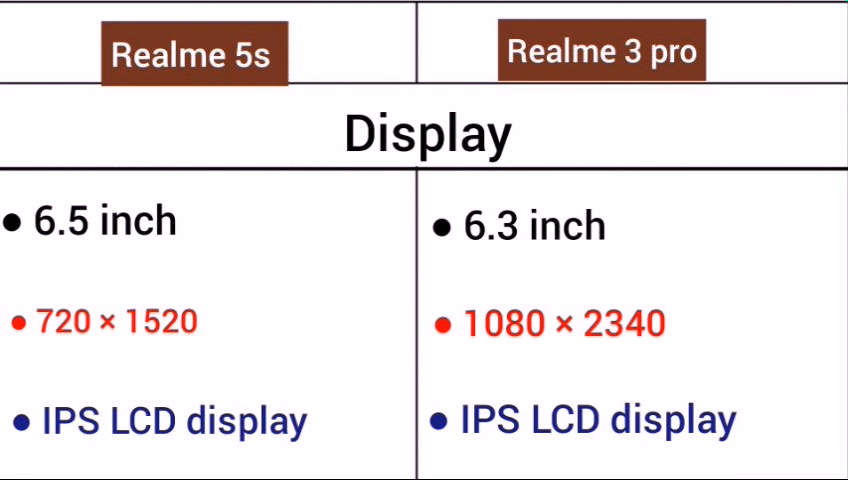 Realme 5s
Realme 3 pro
Display
● 6.5 inch
● 6.3 inch
● 720 × 1520
● 1080 × 2340
● IPS LCD display
● IPS LCD display